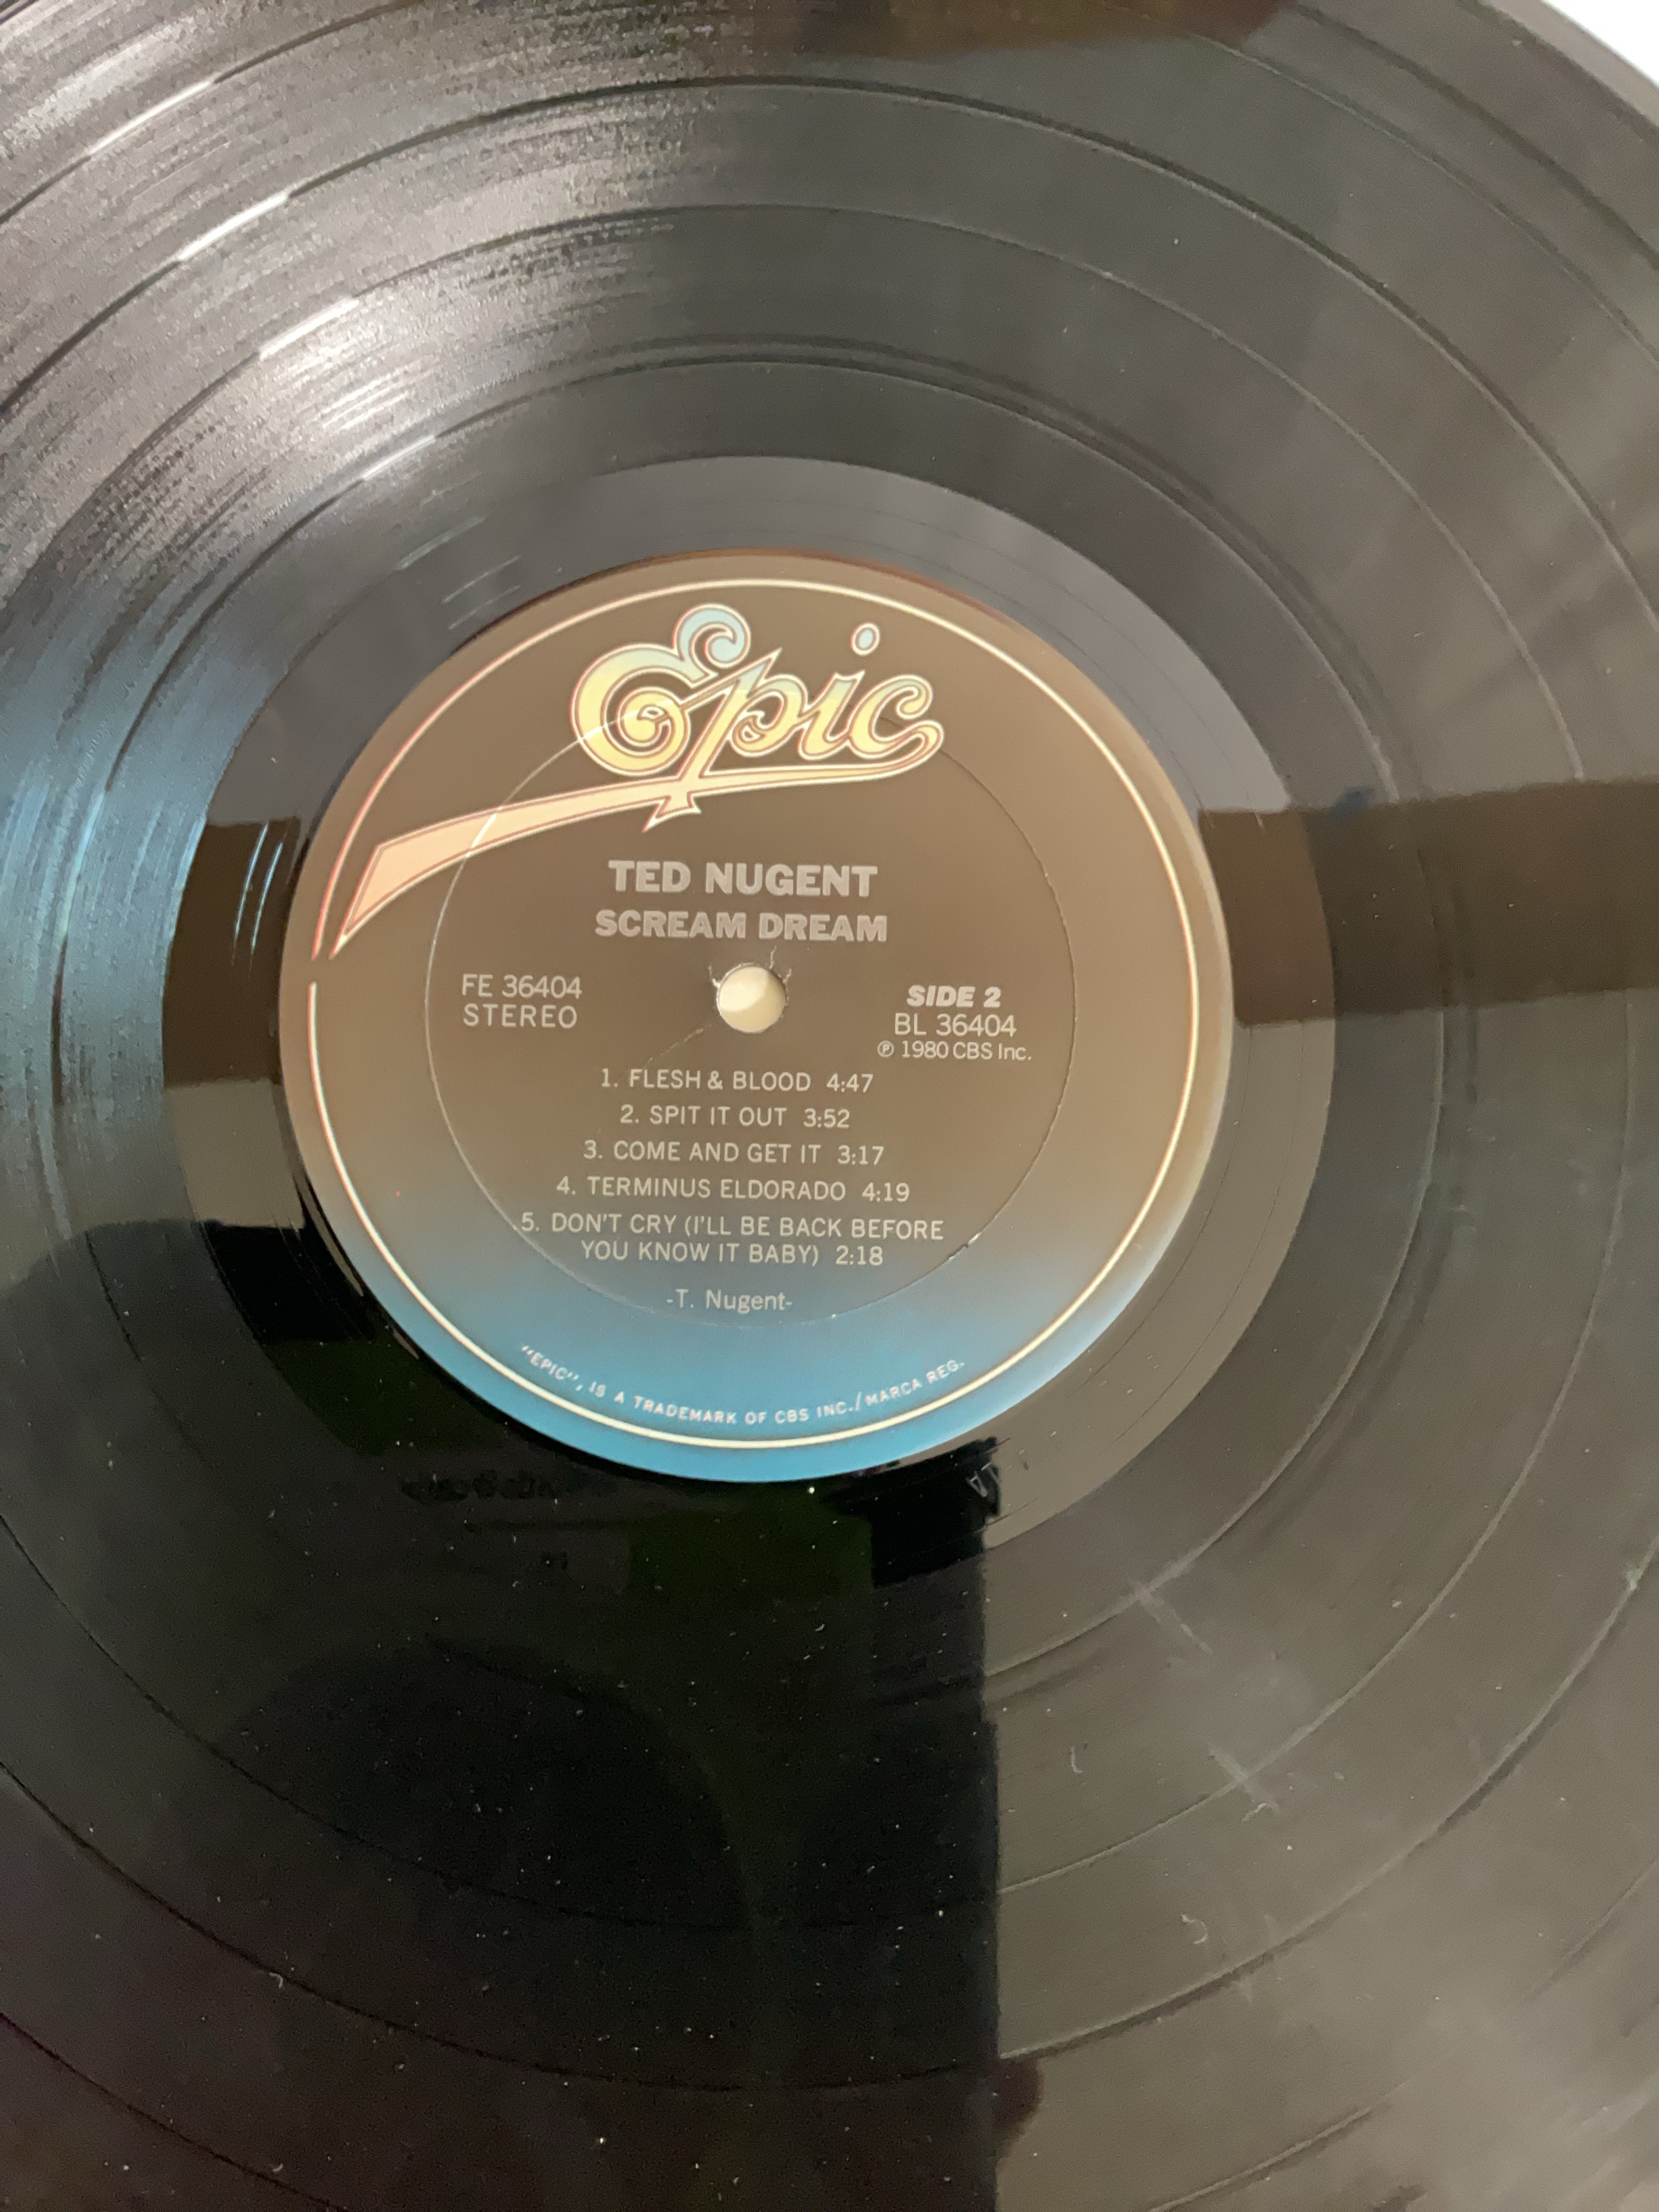 Epic
TED NUGENT
SCREAM DREAM
FE 36404
STEREO
SIDE 2
BL 36404
℗ 1980 CBS Inc.
1. FLESH & BLOOD 4:47
2. SPIT IT OUT 3:52
3. COME AND GET IT 3:17
4. TERMINUS ELDORADO 4:19
5. DON'T CRY (I'LL BE BACK BEFORE
YOU KNOW IT BABY) 2:18
-T. Nugent-
"EPIC", IS A TRADEMARK OF CBS INC./MARCA REG.